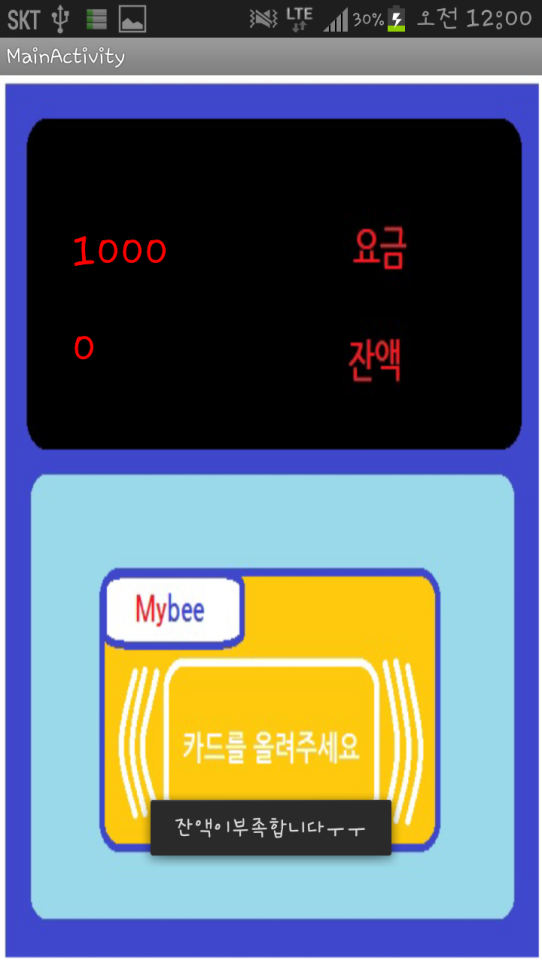 SKT LTE 30% 오전 12:00
MainActivity
1000 요금
0 잔액
Mybee
카드를 올려주세요
잔액이부족합니다ㅜㅜ